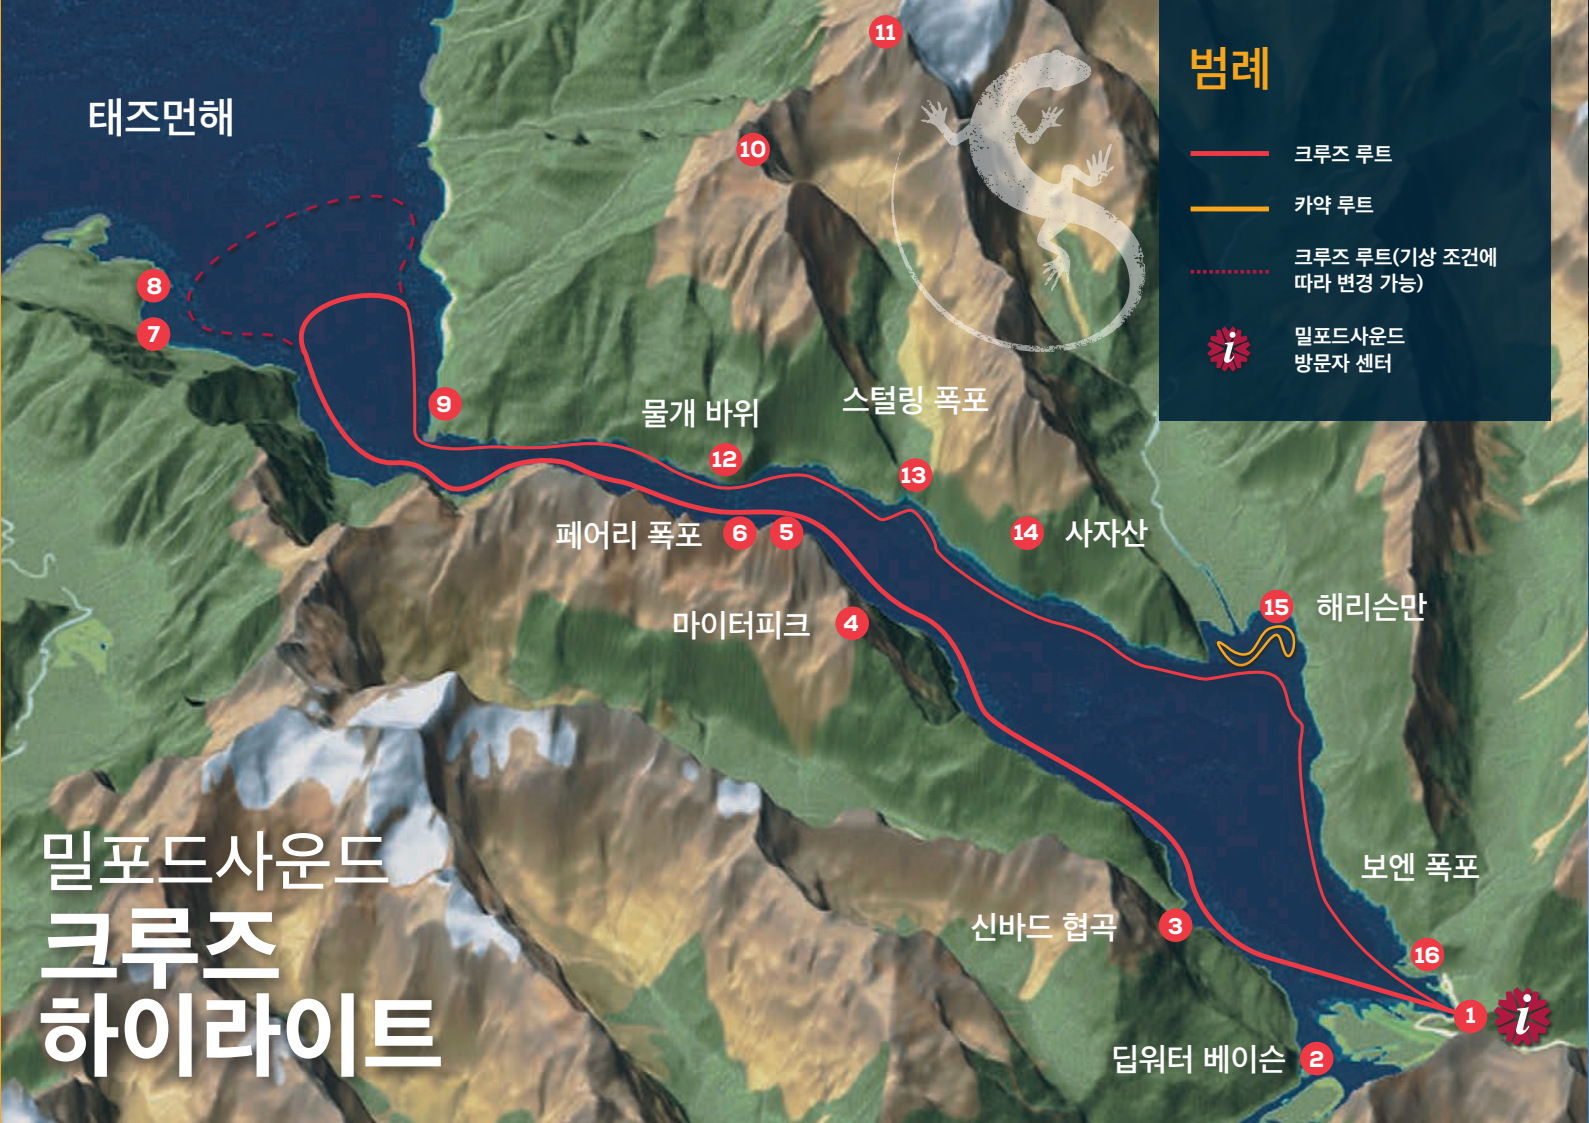 11
범례
태즈먼해
10
크루즈 루트
카약 루트
크루즈 루트(기상 조건에
따라 변경 가능)
8
7
밀포드사운드
방문자 센터
i
9
물개 바위
스털링 폭포
12
13
페어리 폭포
6
5
14
사자산
15
해리슨만
마이터피크
4
밀포드사운드
크루즈
하이라이트
보엔 폭포
신바드 협곡
3
16
1
i
딥워터 베이슨
2